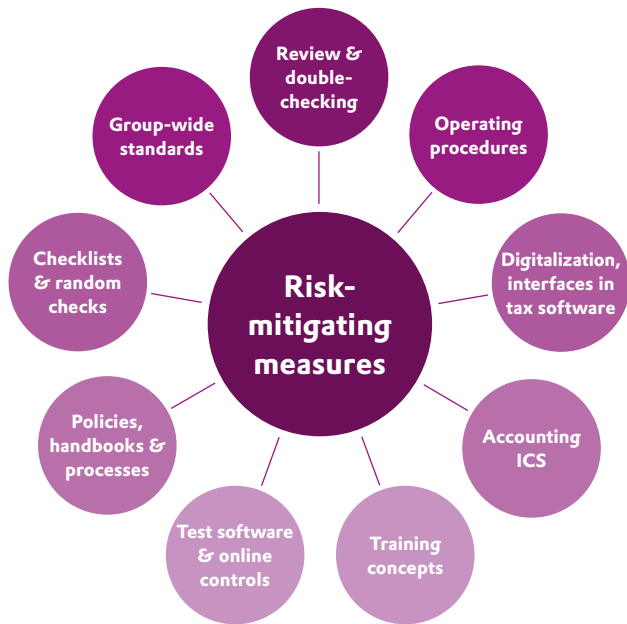 Review &
double-
checking
Group-wide
standards
Operating
procedures
Checklists
& random
checks
Risk-
mitigating
measures
Digitalization,
interfaces in
tax software
Policies,
handbooks &
processes
Accounting
ICS
Test software
& online
controls
Training
concepts